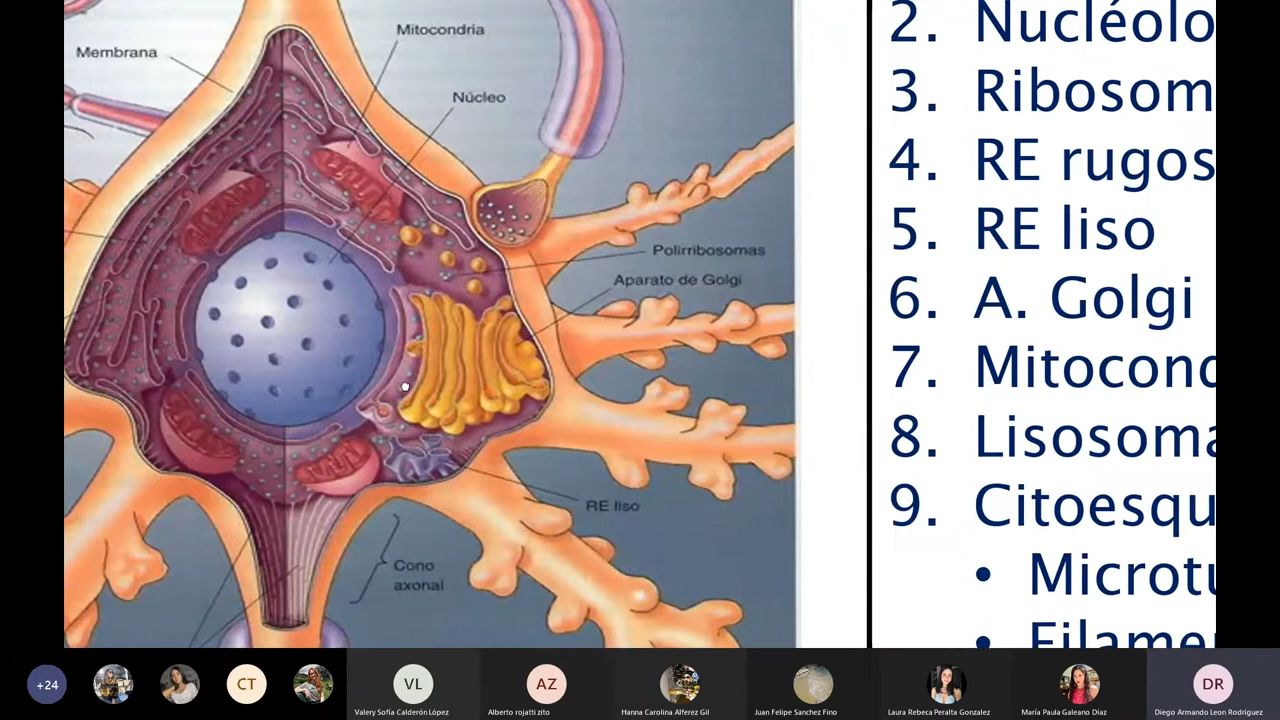 Membrana
Mitocondria
Núcleo
Polirribosomas
Aparato de Golgi
RE liso
Cono
axonal
2. Nucléolo
3. Ribosom
4. RE rugos
5. RE liso
6. A. Golgi
7. Mitocond
8. Lisosoma
9. Citoesqu
• Microtu
• Filame
+24
CT
VL
Valery Sofía Calderón López
AZ
Alberto rojatti zito
Hanna Carolina Alferez Gil
Juan Felipe Sanchez Fino
Laura Rebeca Peralta Gonzalez
María Paula Galeano Díaz
DR
Diego Armando Leon Rodriguez